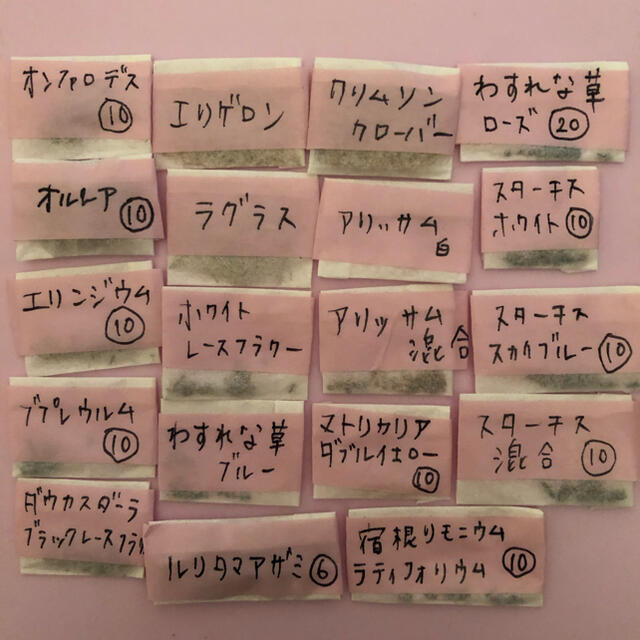 オンファロデス
⑩
エリゲロン
クリムソン
クローバー
わすれな草
ローズ ⑳
オルレア ⑩
ラグラス
アリッサム
白
スターチス
ホワイト ⑩
エリンジウム
⑩
ホワイト
レースフラワー
アリッサム
混合
スターチス
スカイブルー ⑩
ブプレウルム
⑩
わすれな草
ブルー
マトリカリア
ダブルイエロー
⑩
スターチス
混合 ⑩
ダウカスダーラ
ブラックレースフラワ
ルリタマアザミ ⑥
宿根リモニウム
ラティフォリウム ⑩